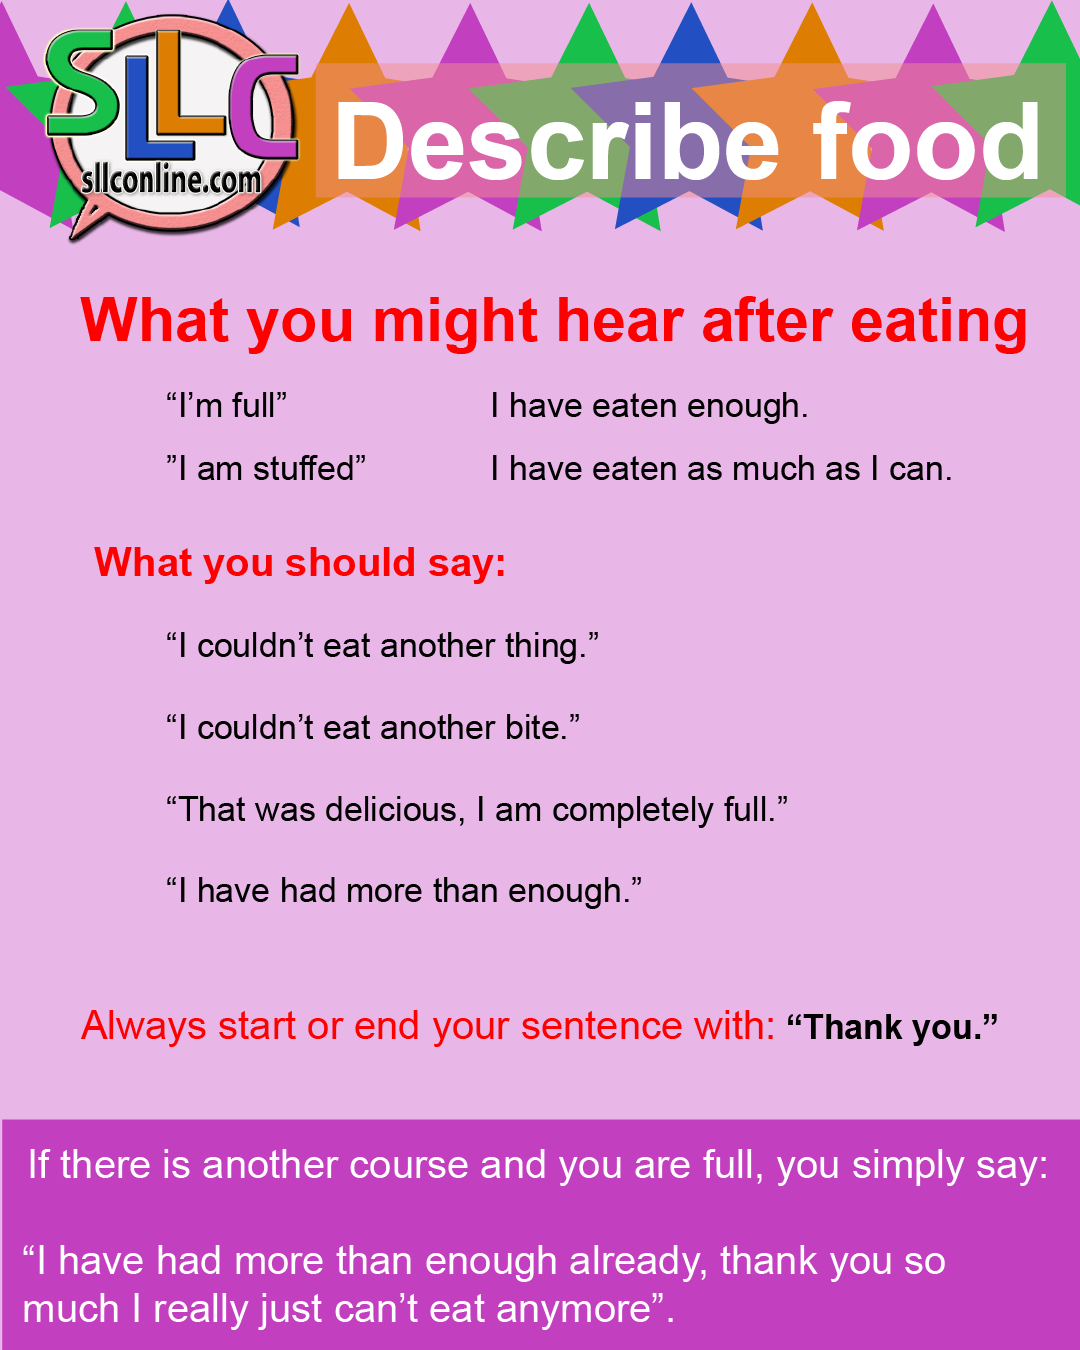 SLLC
sllconline.com
Describe food
What you might hear after eating
“I’m full” I have eaten enough.
”I am stuffed” I have eaten as much as I can.
What you should say:
“I couldn’t eat another thing.”
“I couldn’t eat another bite.”
“That was delicious, I am completely full.”
“I have had more than enough.”
Always start or end your sentence with: “Thank you.”
If there is another course and you are full, you simply say:
“I have had more than enough already, thank you so
much I really just can’t eat anymore”.